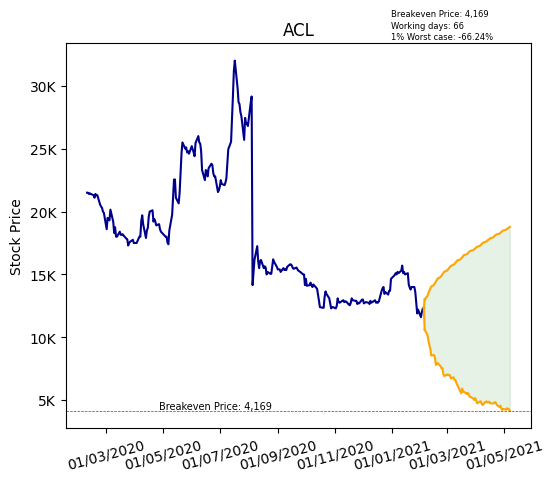 Breakeven Price: 4,169
Working days: 66
1% Worst case: -66.24%
ACL
Stock Price
30K
25K
20K
15K
10K
5K
Breakeven Price: 4,169
01/03/2020
01/05/2020
01/07/2020
01/09/2020
01/11/2020
01/01/2021
01/03/2021
01/05/2021